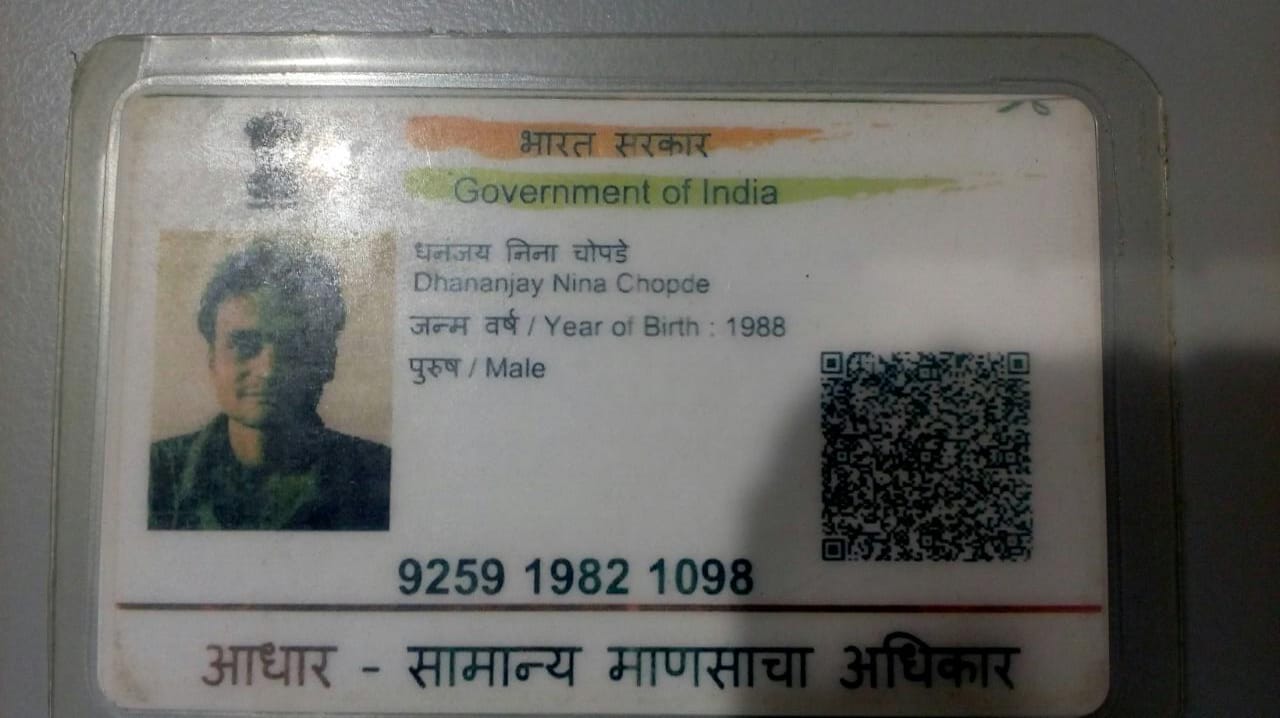 भारत सरकार
Government of India
धनंजय निना चोपडे
Dhananjay Nina Chopde
जन्म वर्ष / Year of Birth : 1988
पुरुष / Male
9259 1982 1098
आधार - सामान्य माणसाचा अधिकार